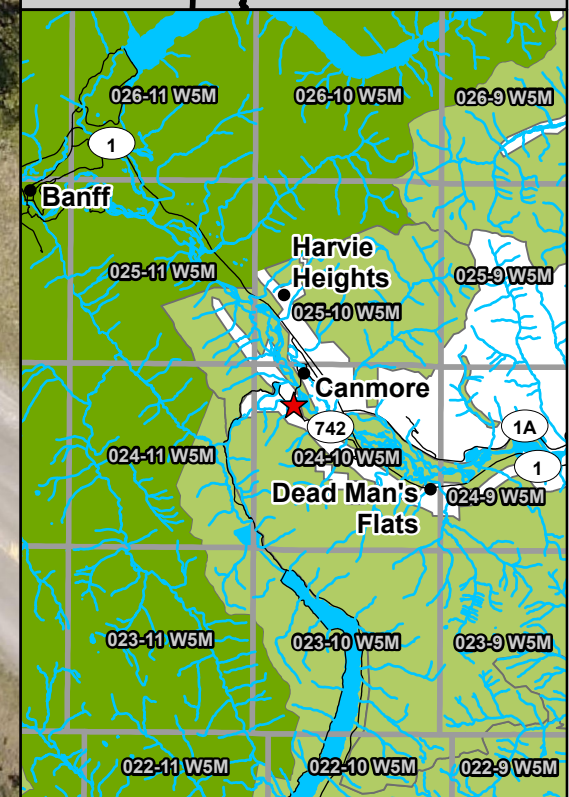 026-11 W5M
026-10 W5M
026-9 W5M
1
Banff
Harvie
Heights
025-11 W5M
025-9 W5M
025-10 W5M
Canmore
742
1A
024-11 W5M
024-10 W5M
1
Dead Man's
Flats
024-9 W5M
023-11 W5M
023-10 W5M
023-9 W5M
022-11 W5M
022-10 W5M
022-9 W5M